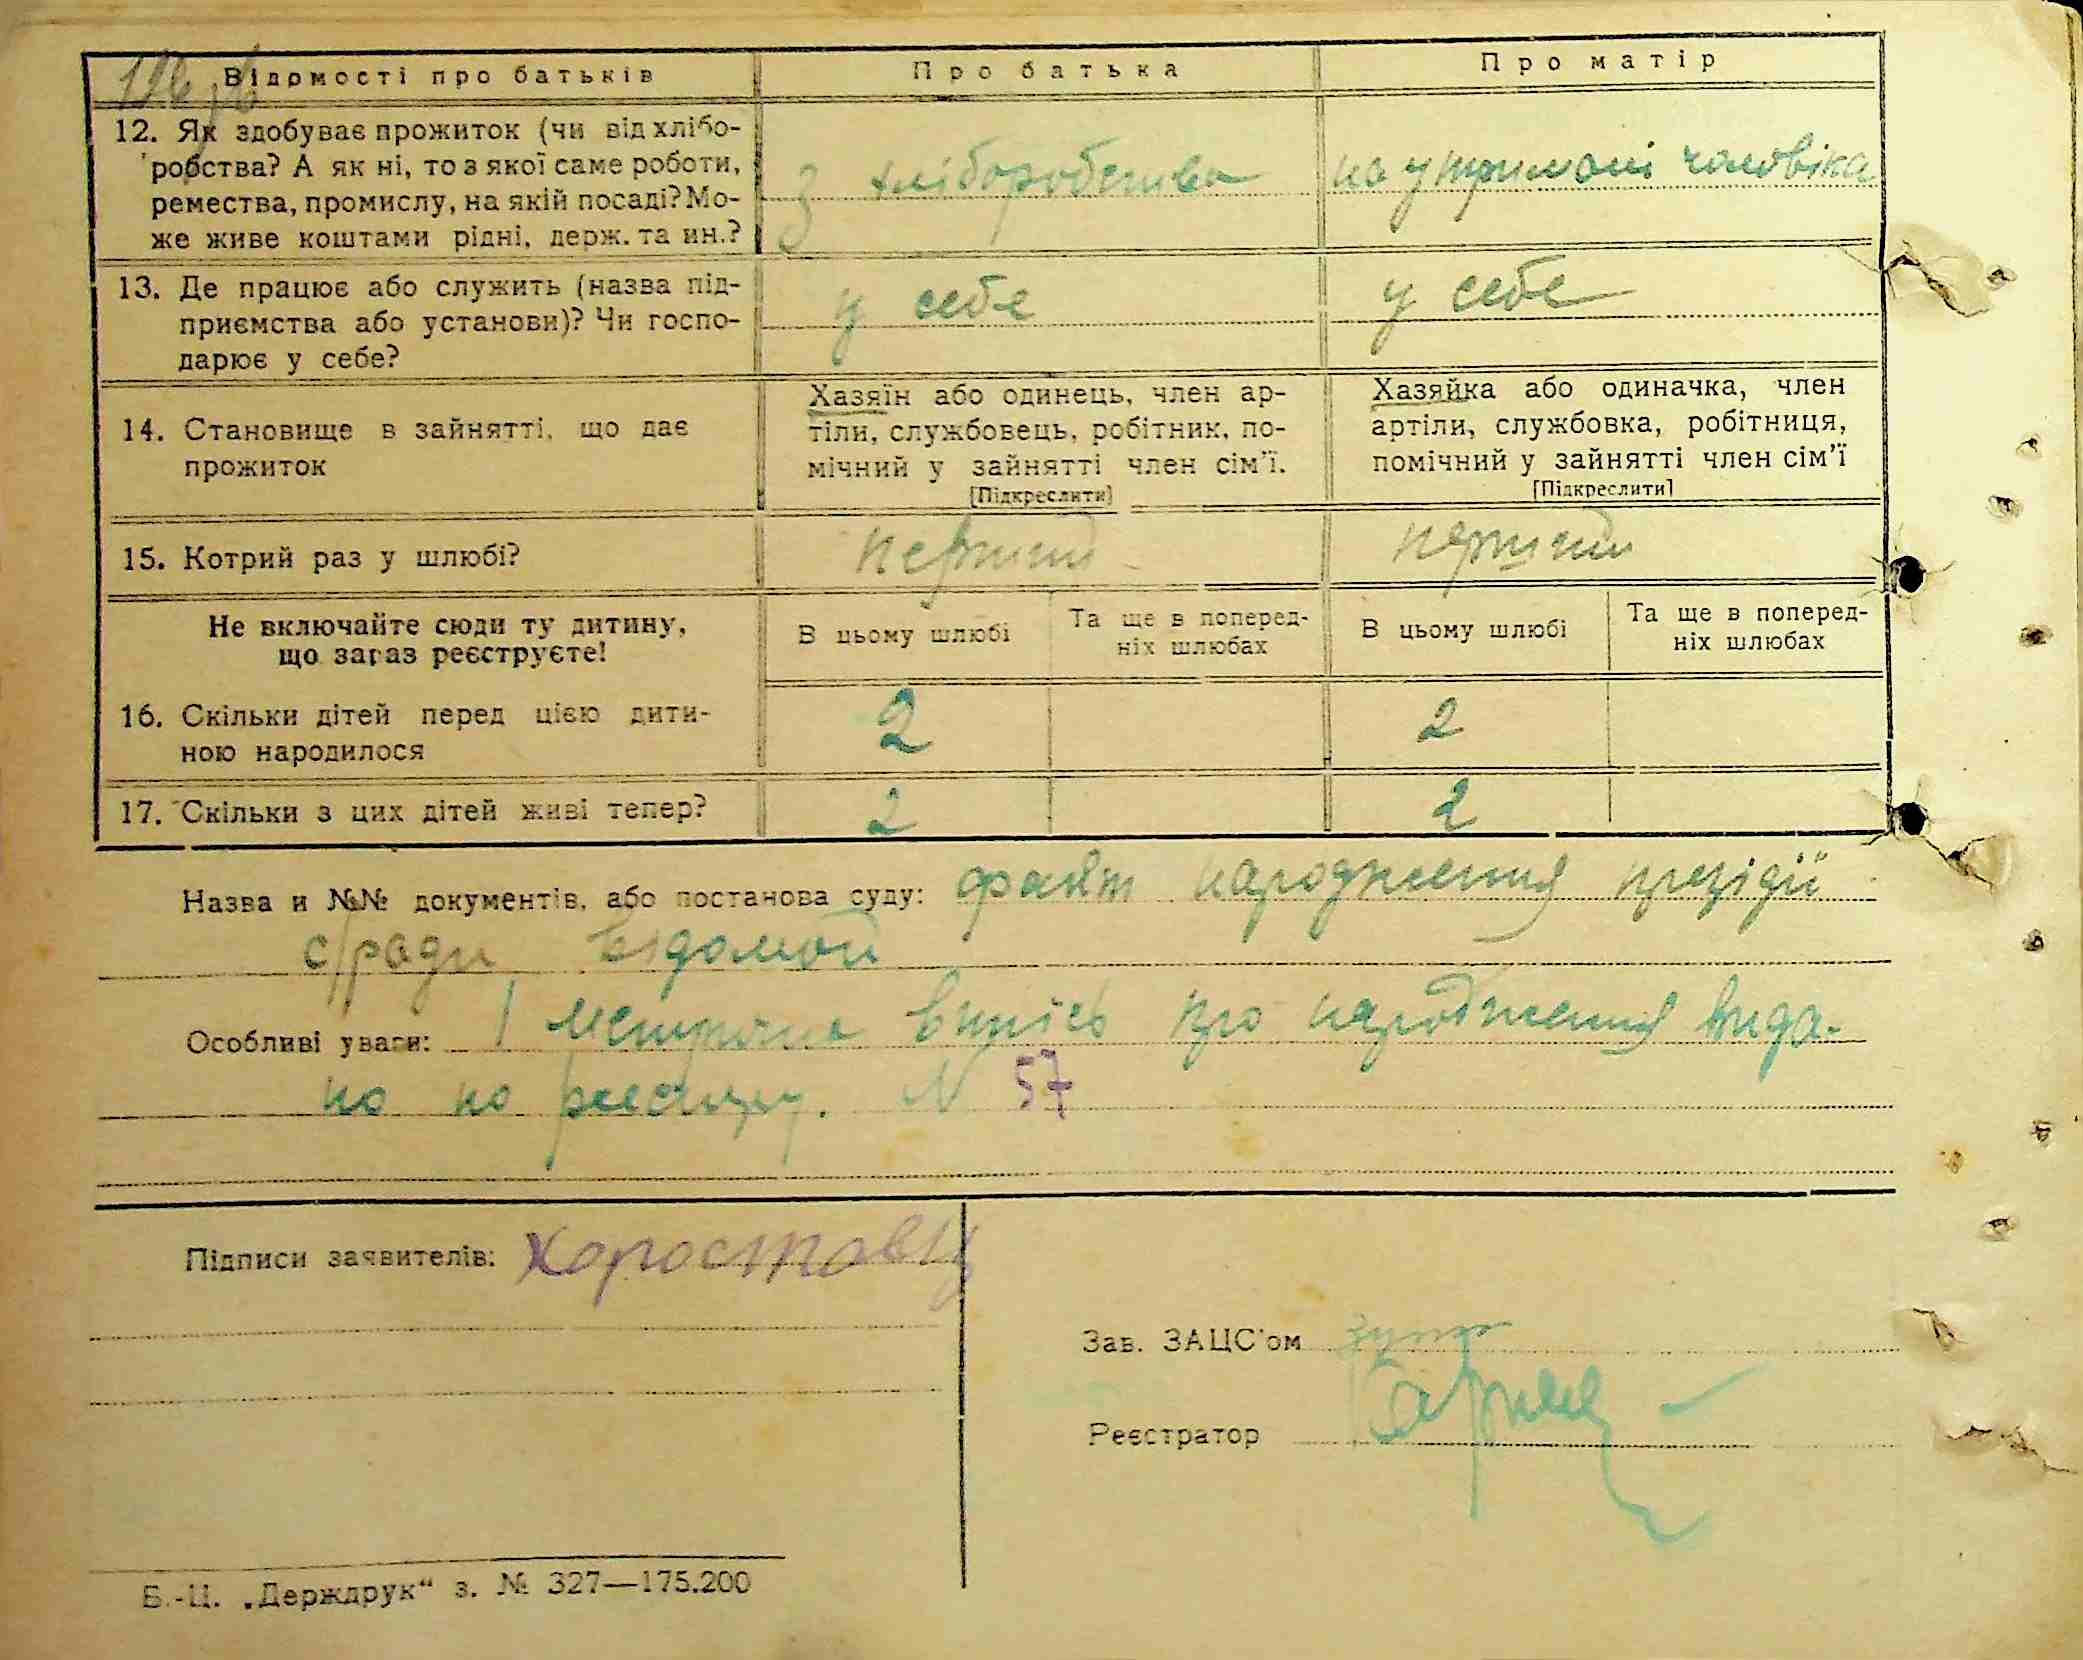 Відомості про батьків
Про батька
Про матір
12. Як здобуває прожиток (чи від хлібо-
робства? А як ні, то з якої саме роботи,
ремества, промислу, на якій посаді? Мо-
же живе коштами рідні, держ. та ин.?
З хліборобства
на утримані чоловіка
13. Де працює або служить (назва під-
приємства або установи)? Чи госпо-
дарює у себе?
у себе
у себе
14. Становище в зайнятті, що дає
прожиток
Хазяїн або одинець, член ар-
тіли, службовець, робітник, по-
мічний у зайнятті член сім'ї.
[Підкреслити]
Хазяйка або одиначка, член
артіли, службовка, робітниця,
помічний у зайнятті член сім'ї
[Підкреслити]
15. Котрий раз у шлюбі?
перший
перший
Не включайте сюди ту дитину,
що зараз реєструєте!
В цьому шлюбі
Та ще в поперед-
ніх шлюбах
В цьому шлюбі
Та ще в поперед-
ніх шлюбах
16. Скільки дітей перед цією дити-
ною народилося
2
2
17. Скільки з цих дітей живі тепер?
2
2
Назва и №№ документів, або постанова суду: факт народження президії
с/ради відомой
Особливі уваги: І метрична випісь про народження вида-
на по реєстру. N 57
Підписи заявителів: Хоростовец
Зав. ЗАЦС'ом
Реєстратор
Б.-Ц. „Держдрук“ з. № 327—175.200